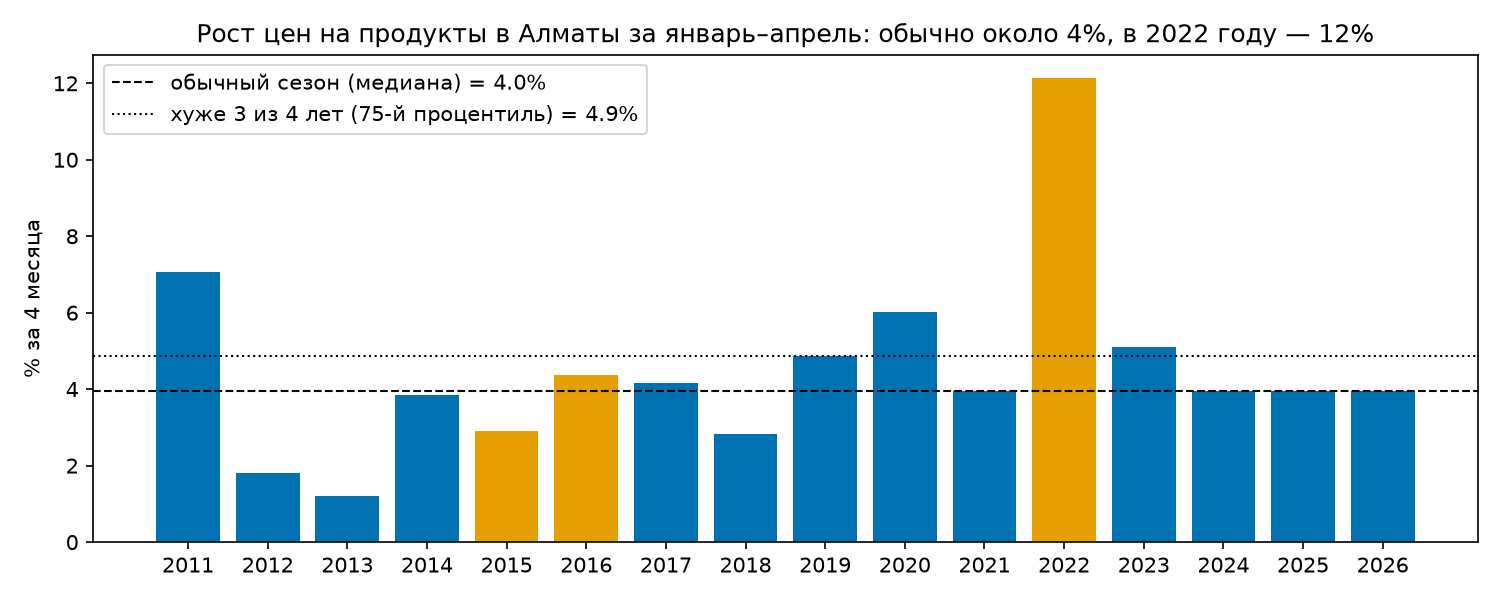 Рост цен на продукты в Алматы за январь–апрель: обычно около 4%, в 2022 году — 12%
обычный сезон (медиана) = 4.0%
хуже 3 из 4 лет (75-й процентиль) = 4.9%
% за 4 месяца
12
10
8
6
4
2
0
2011 2012 2013 2014 2015 2016 2017 2018 2019 2020 2021 2022 2023 2024 2025 2026